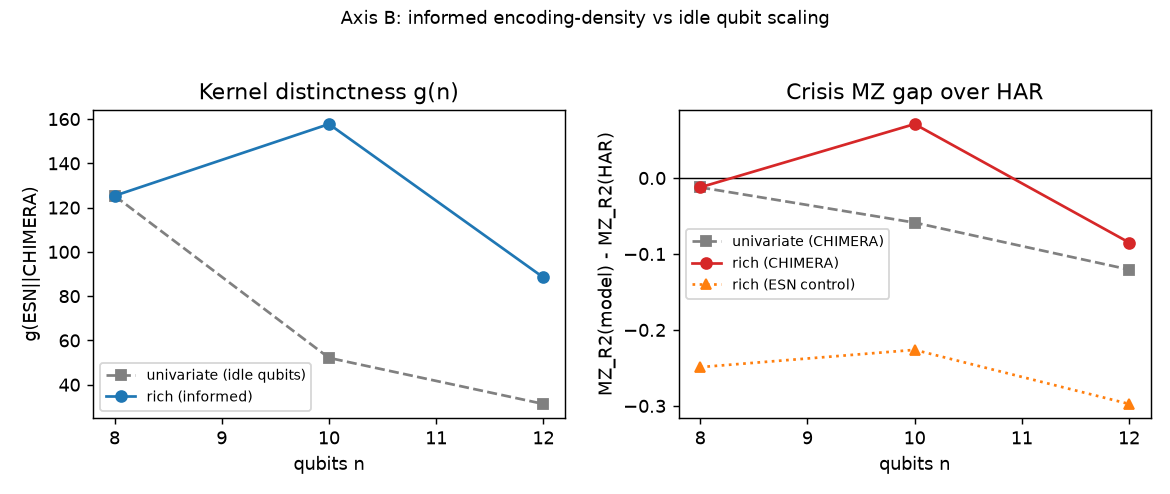 Axis B: informed encoding-density vs idle qubit scaling
Kernel distinctness g(n)
g(ESN||CHIMERA)
160
140
120
100
80
60
40
univariate (idle qubits)
rich (informed)
8
9
10
11
12
qubits n
Crisis MZ gap over HAR
MZ_R2(model) - MZ_R2(HAR)
0.0
−0.1
−0.2
−0.3
univariate (CHIMERA)
rich (CHIMERA)
rich (ESN control)
8
9
10
11
12
qubits n